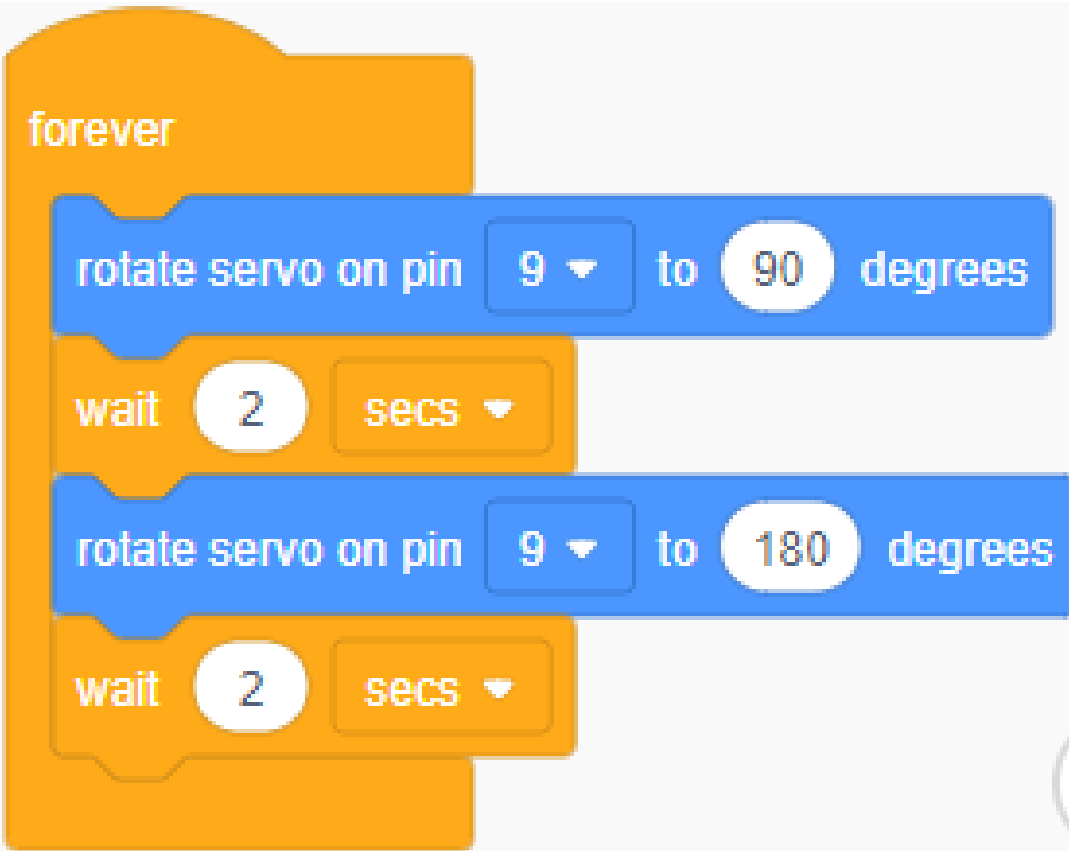 forever
rotate servo on pin 9 to 90 degrees
wait 2 secs
rotate servo on pin 9 to 180 degrees
wait 2 secs